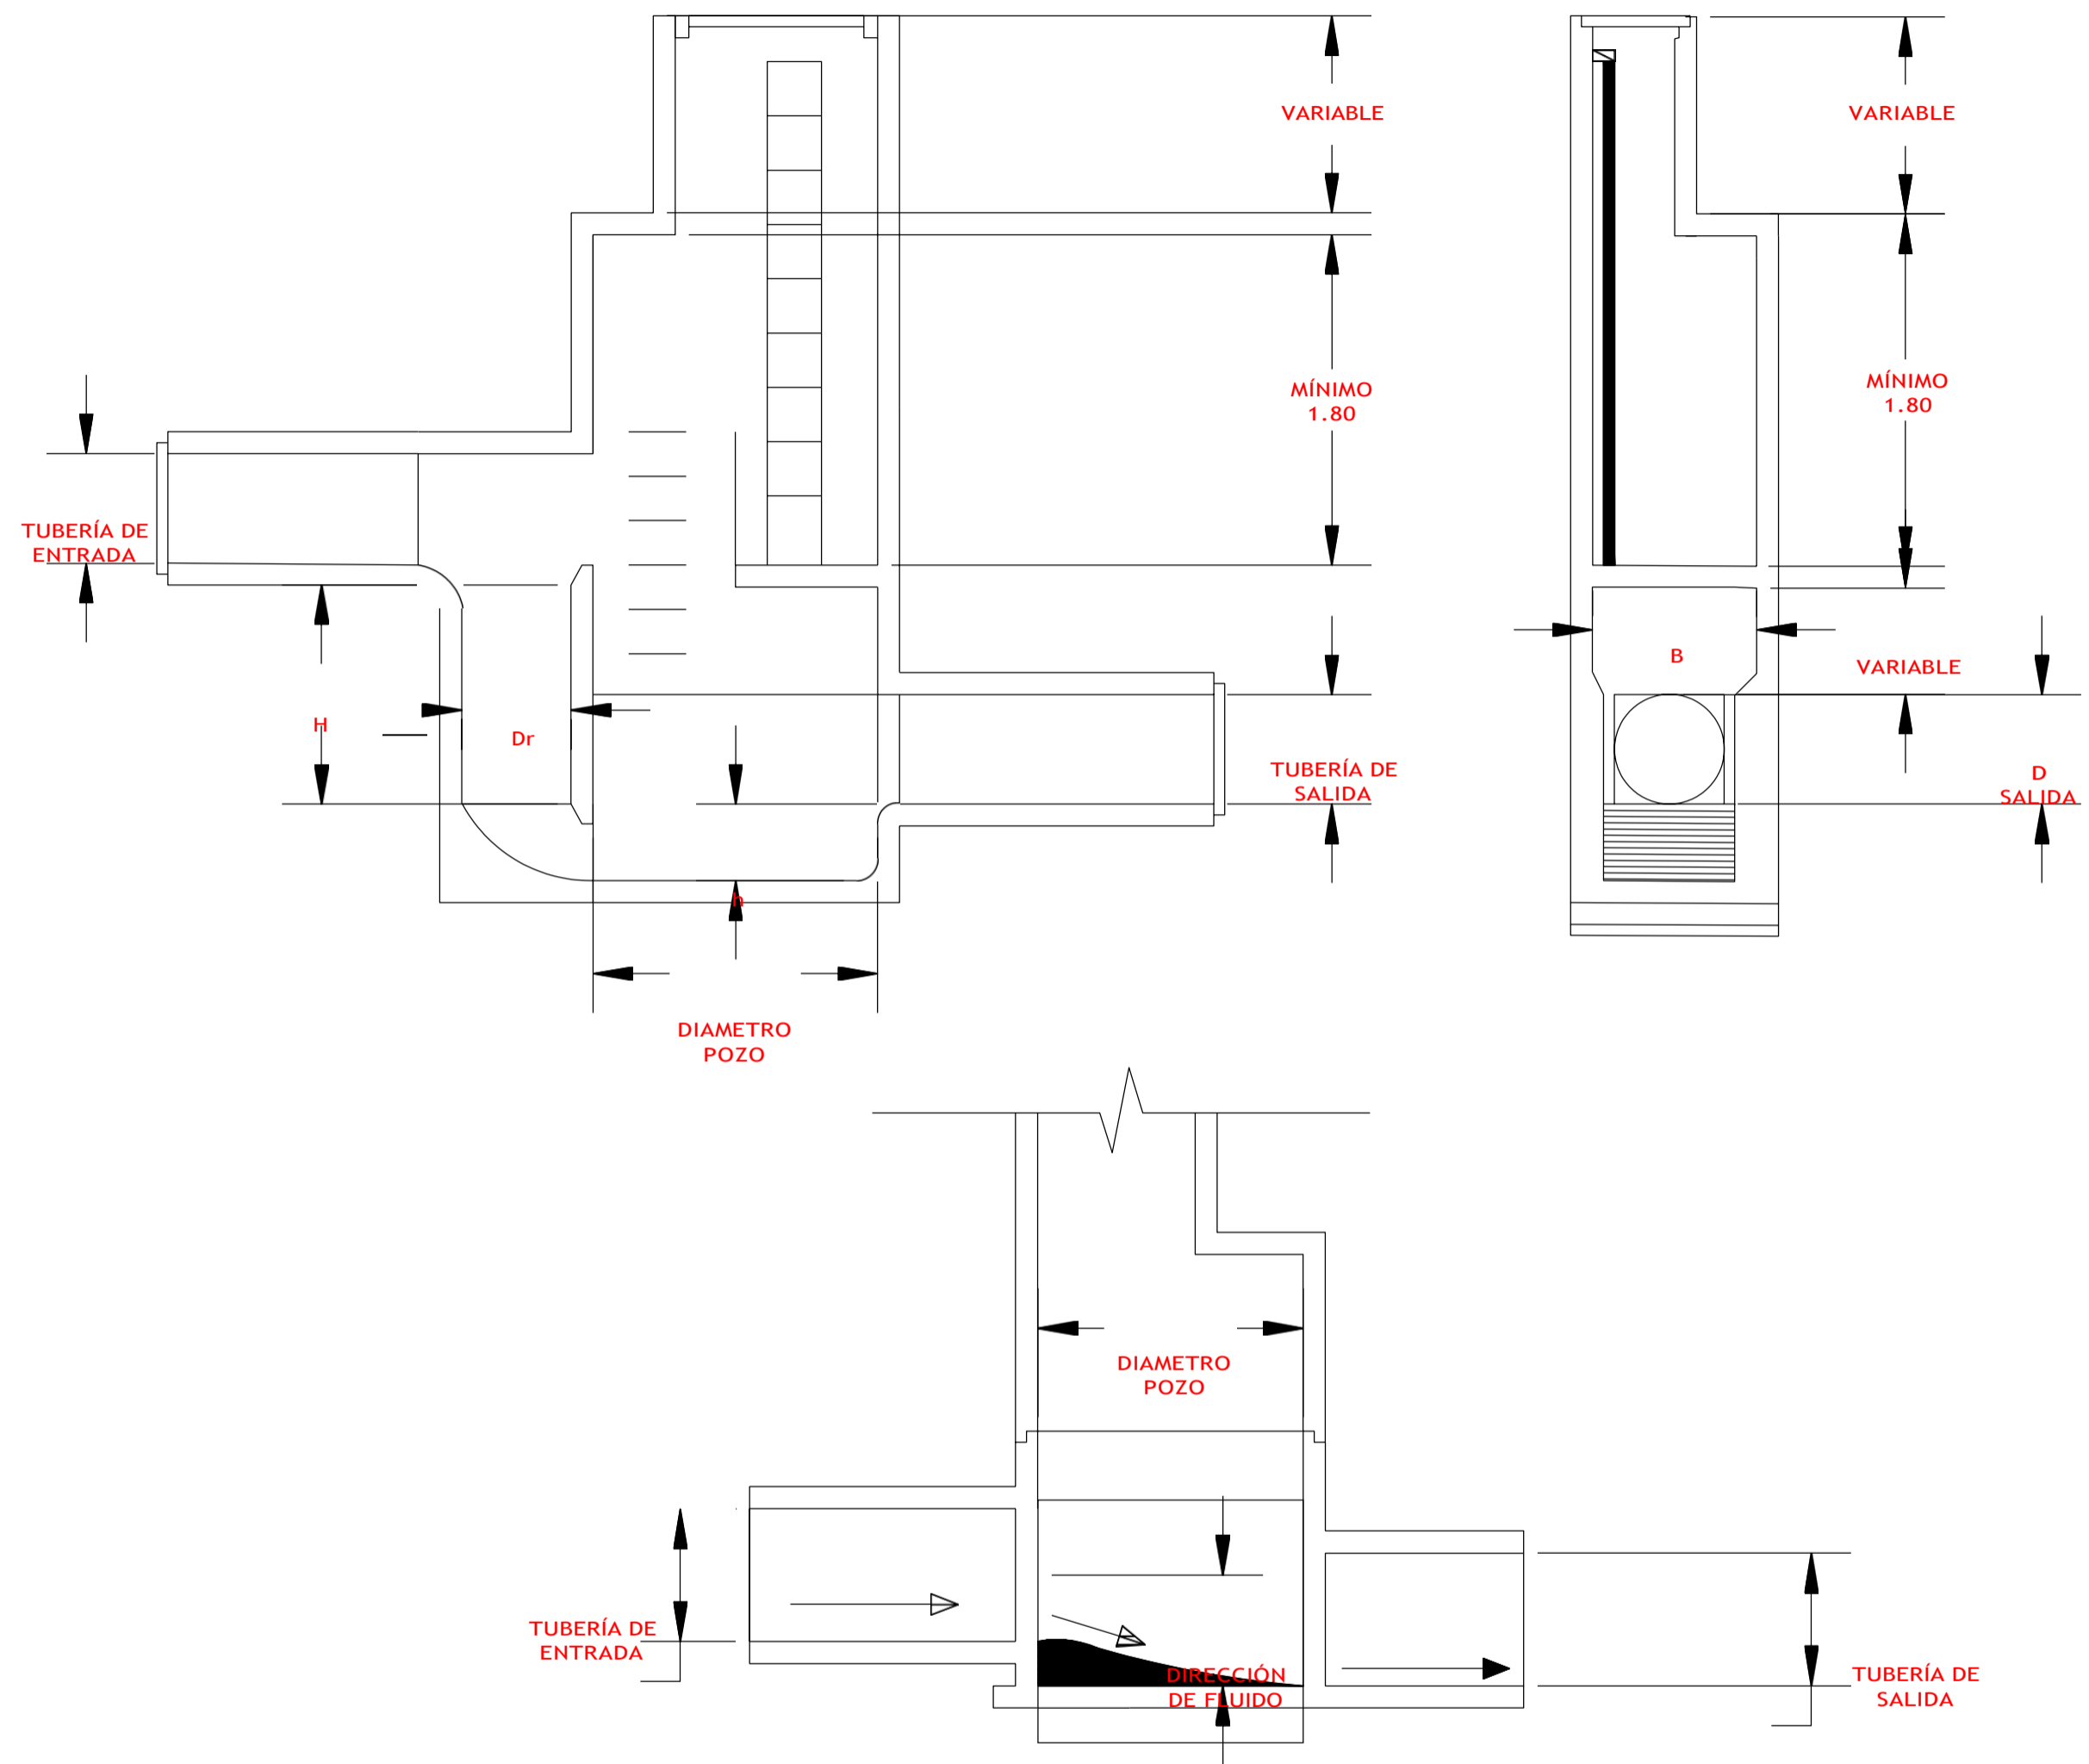 VARIABLE
VARIABLE
MÍNIMO
1.80
MÍNIMO
1.80
TUBERÍA DE
ENTRADA
B
VARIABLE
H
Dr
TUBERÍA DE
SALIDA
D
SALIDA
h
DIAMETRO
POZO
DIAMETRO
POZO
TUBERÍA DE
ENTRADA
DIRECCIÓN
DE FLUIDO
TUBERÍA DE
SALIDA